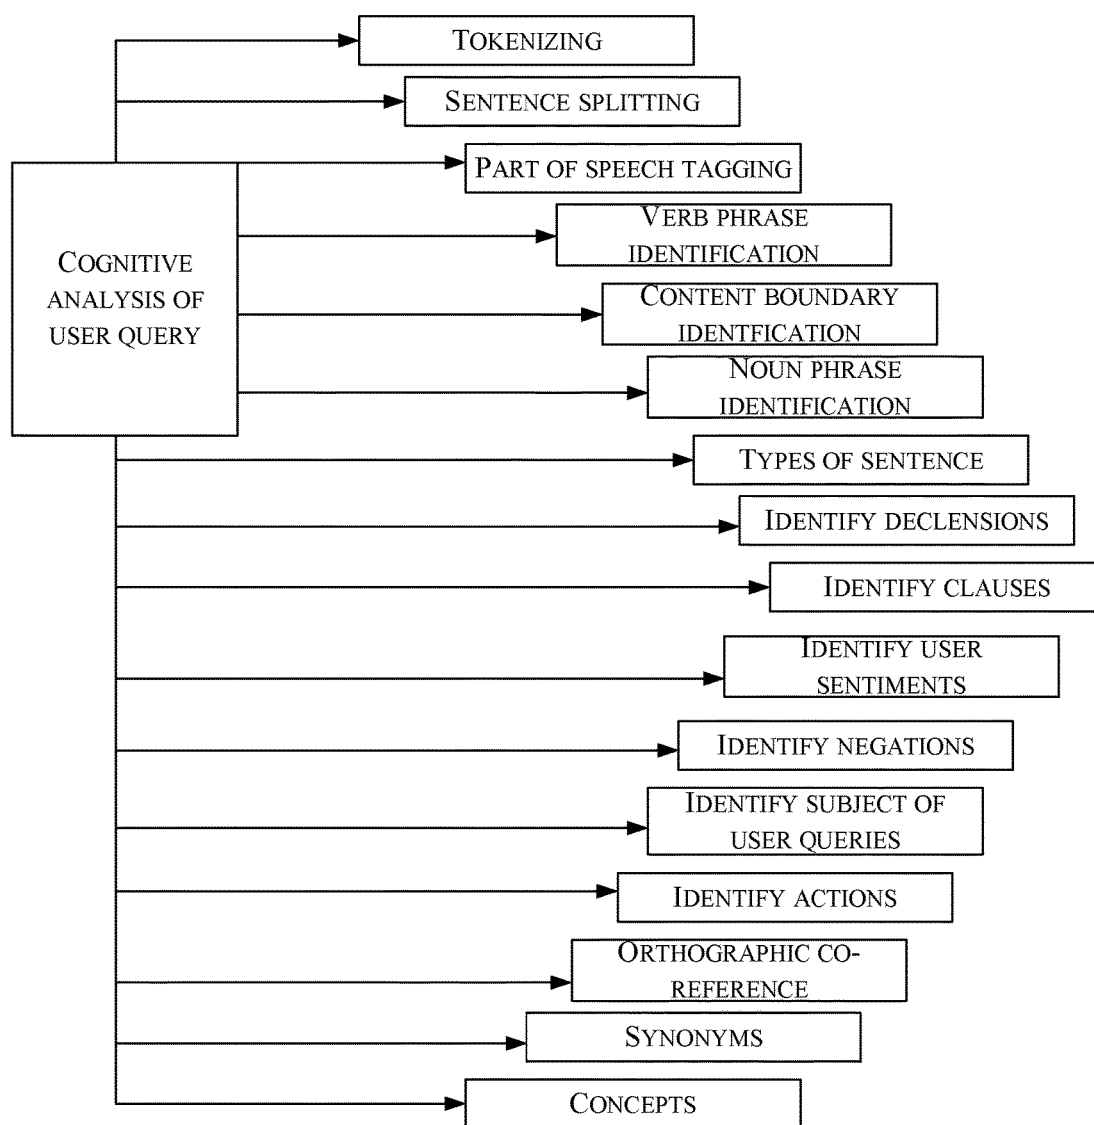 TOKENIZING
SENTENCE SPLITTING
PART OF SPEECH TAGGING
VERB PHRASE
IDENTIFICATION
COGNITIVE
ANALYSIS OF
USER QUERY
CONTENT BOUNDARY
IDENTFICATION
NOUN PHRASE
IDENTIFICATION
TYPES OF SENTENCE
IDENTIFY DECLENSIONS
IDENTIFY CLAUSES
IDENTIFY USER
SENTIMENTS
IDENTIFY NEGATIONS
IDENTIFY SUBJECT OF
USER QUERIES
IDENTIFY ACTIONS
ORTHOGRAPHIC CO-
REFERENCE
SYNONYMS
CONCEPTS